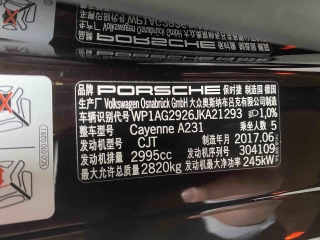 品牌 PORSCHE 保时捷 制造国 德国
生产厂 Volkswagen Osnabrück GmbH 大众奥斯纳布吕克有限公司
车辆识别代号 WP1AG2926JKA21293 1,0%
整车型号 Cayenne A231 乘坐人数 5
发动机型号 CJT 制造年月 2017.06
发动机排量 2995cc 发动机序列号 304109
最大允许总质量 2820kg 发动机最大净功率 245kW